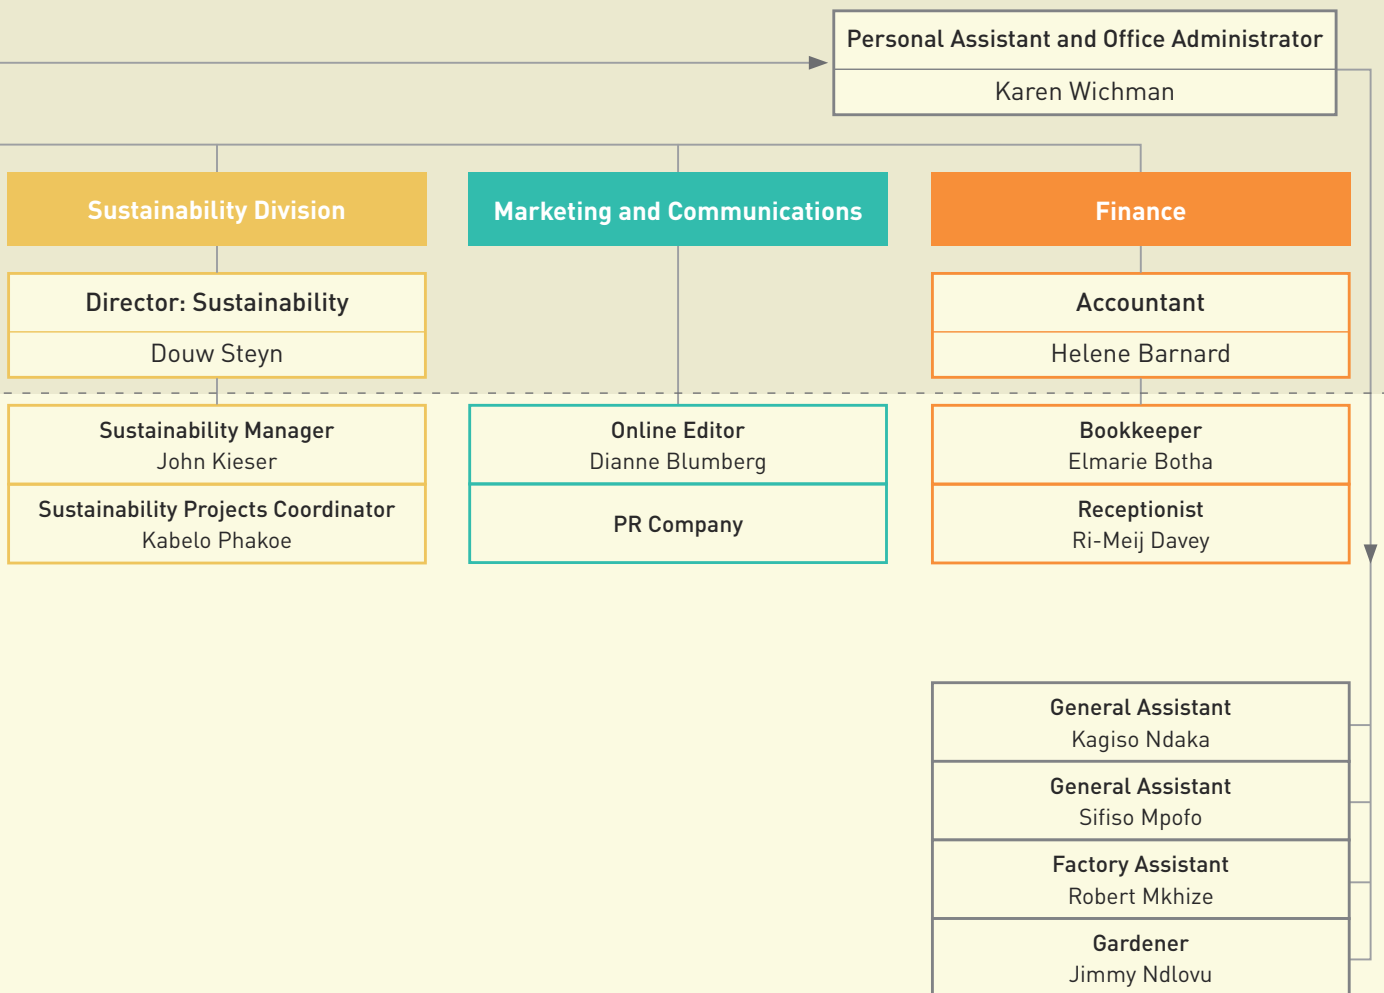 Personal Assistant and Office Administrator
Karen Wichman
Sustainability Division
Marketing and Communications
Finance
Director: Sustainability
Douw Steyn
Accountant
Helene Barnard
Sustainability Manager
John Kieser
Sustainability Projects Coordinator
Kabelo Phakoe
Online Editor
Dianne Blumberg
PR Company
Bookkeeper
Elmarie Botha
Receptionist
Ri-Meij Davey
General Assistant
Kagiso Ndaka
General Assistant
Sifiso Mpofo
Factory Assistant
Robert Mkhize
Gardener
Jimmy Ndlovu